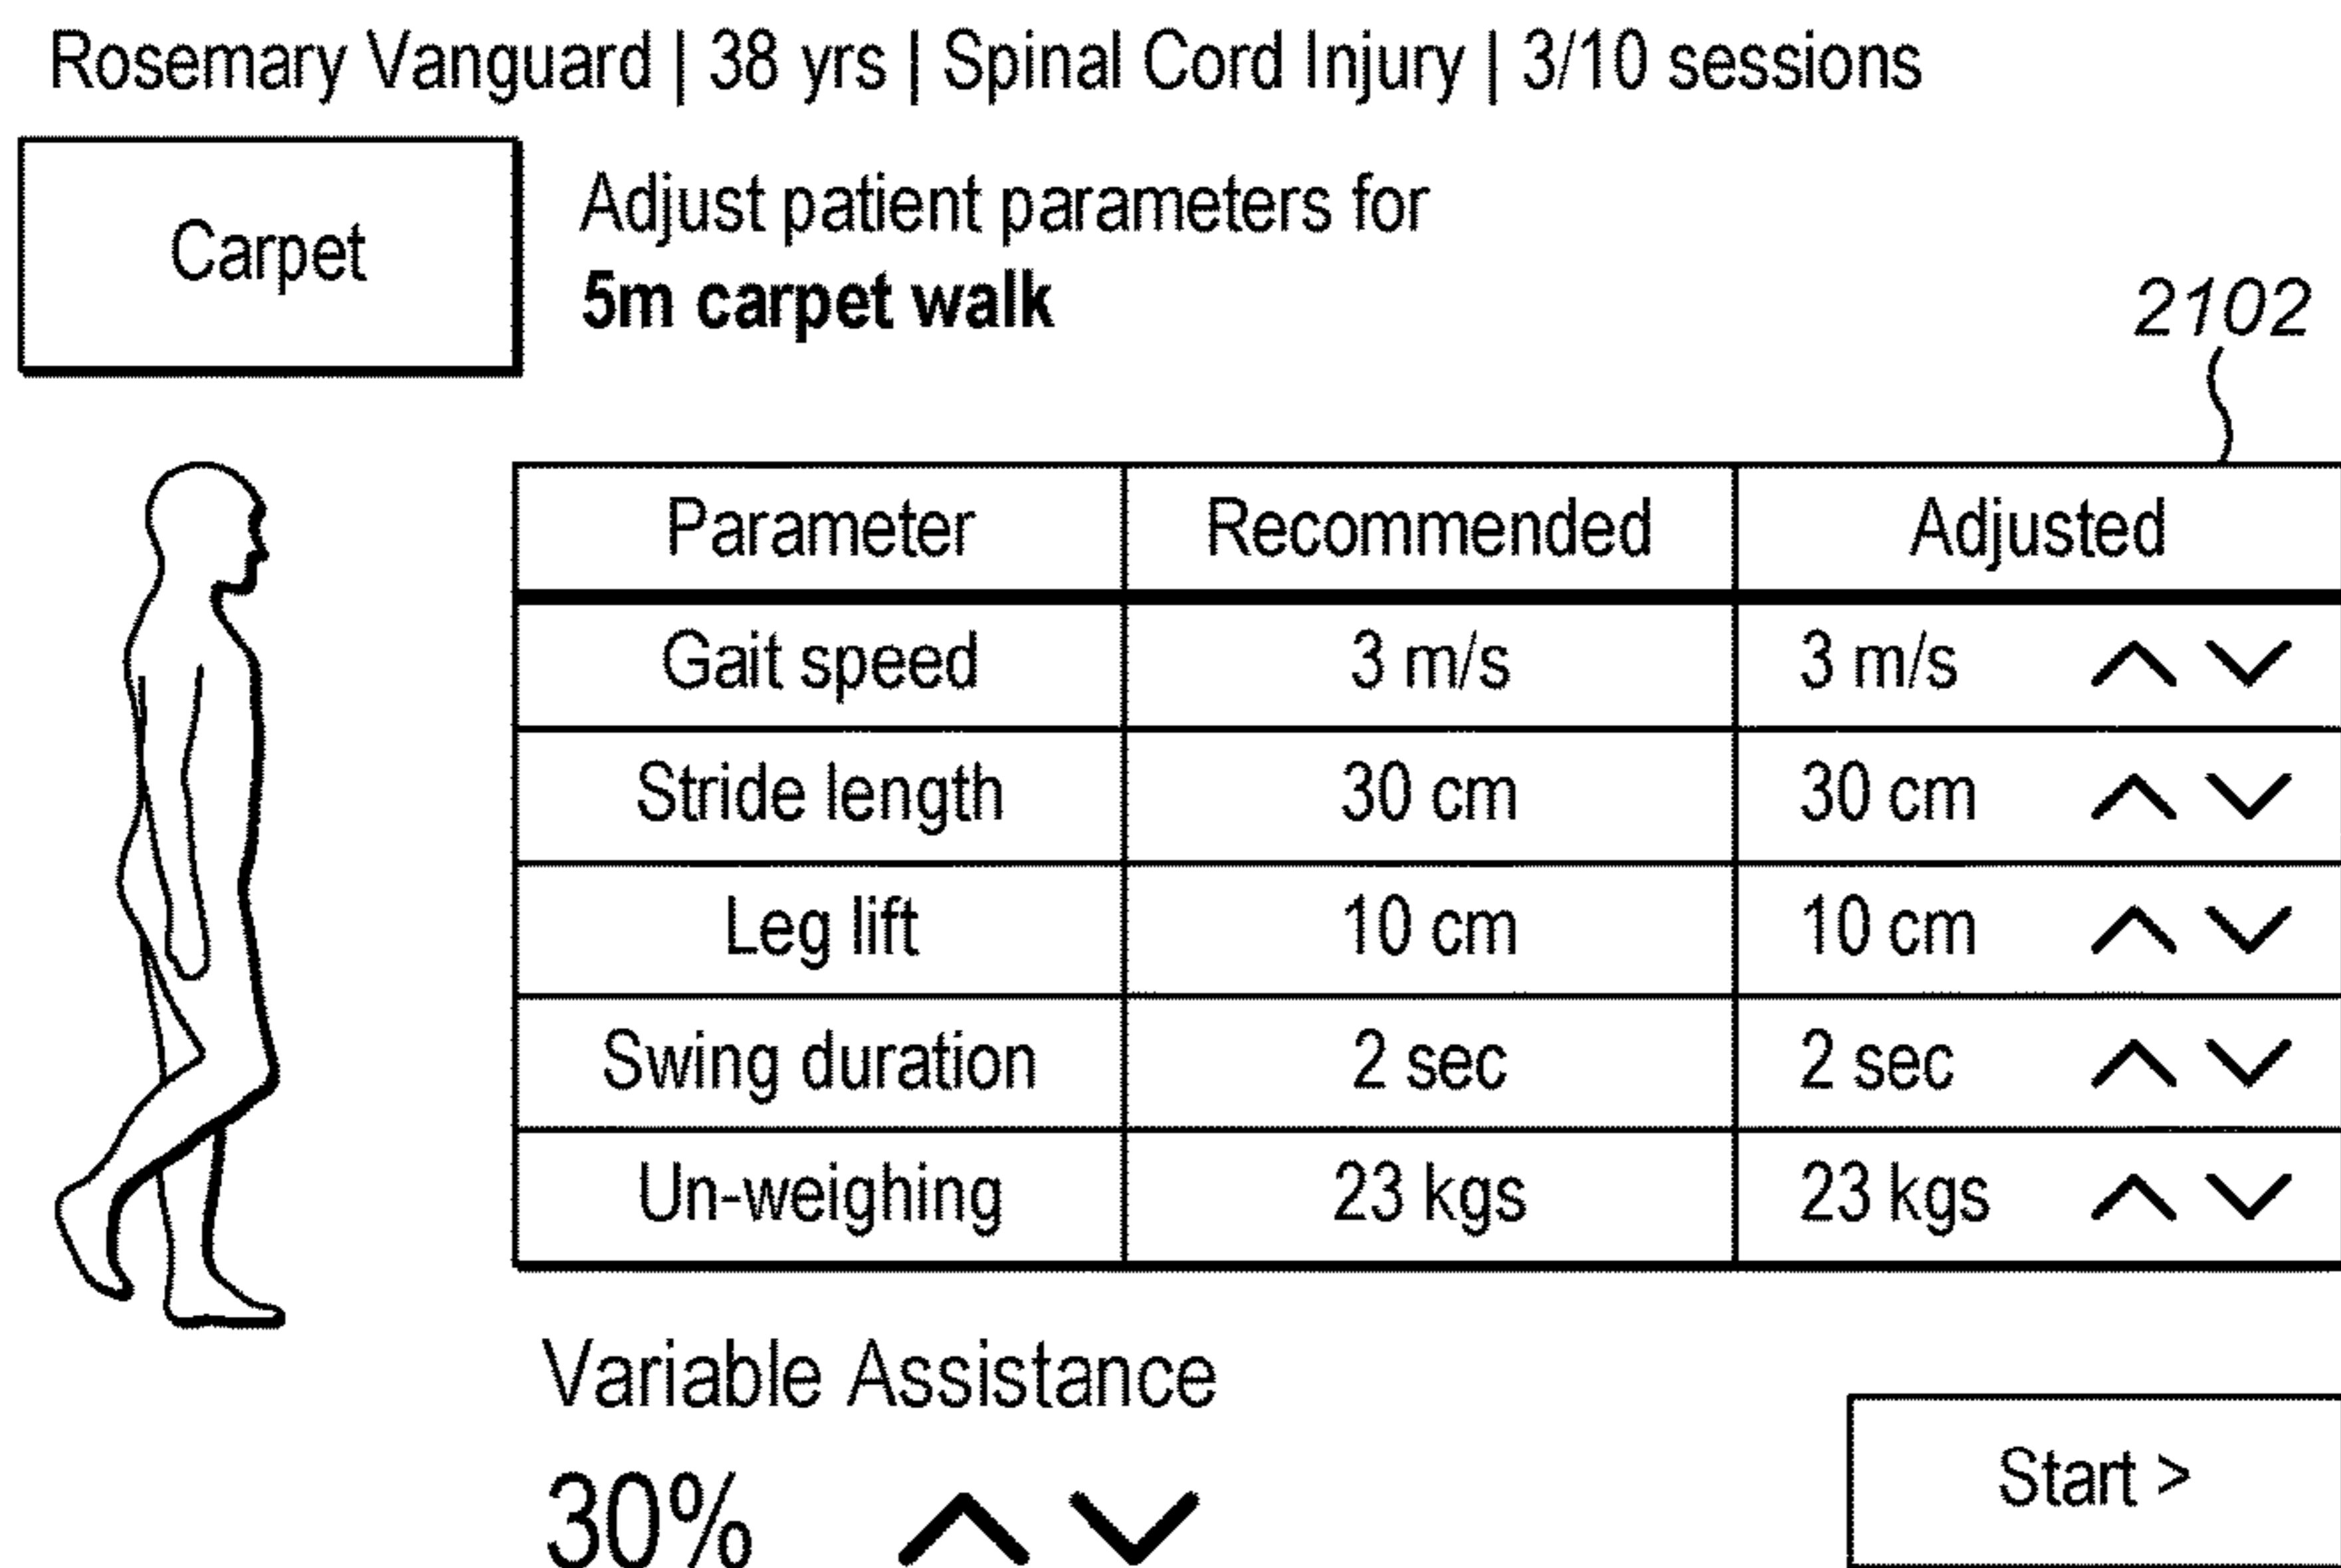 Rosemary Vanguard | 38 yrs | Spinal Cord Injury | 3/10 sessions
Carpet
Adjust patient parameters for
5m carpet walk
2102
Parameter Recommended Adjusted
Gait speed 3 m/s 3 m/s
Stride length 30 cm 30 cm
Leg lift 10 cm 10 cm
Swing duration 2 sec 2 sec
Un-weighing 23 kgs 23 kgs
Variable Assistance
30%
Start >